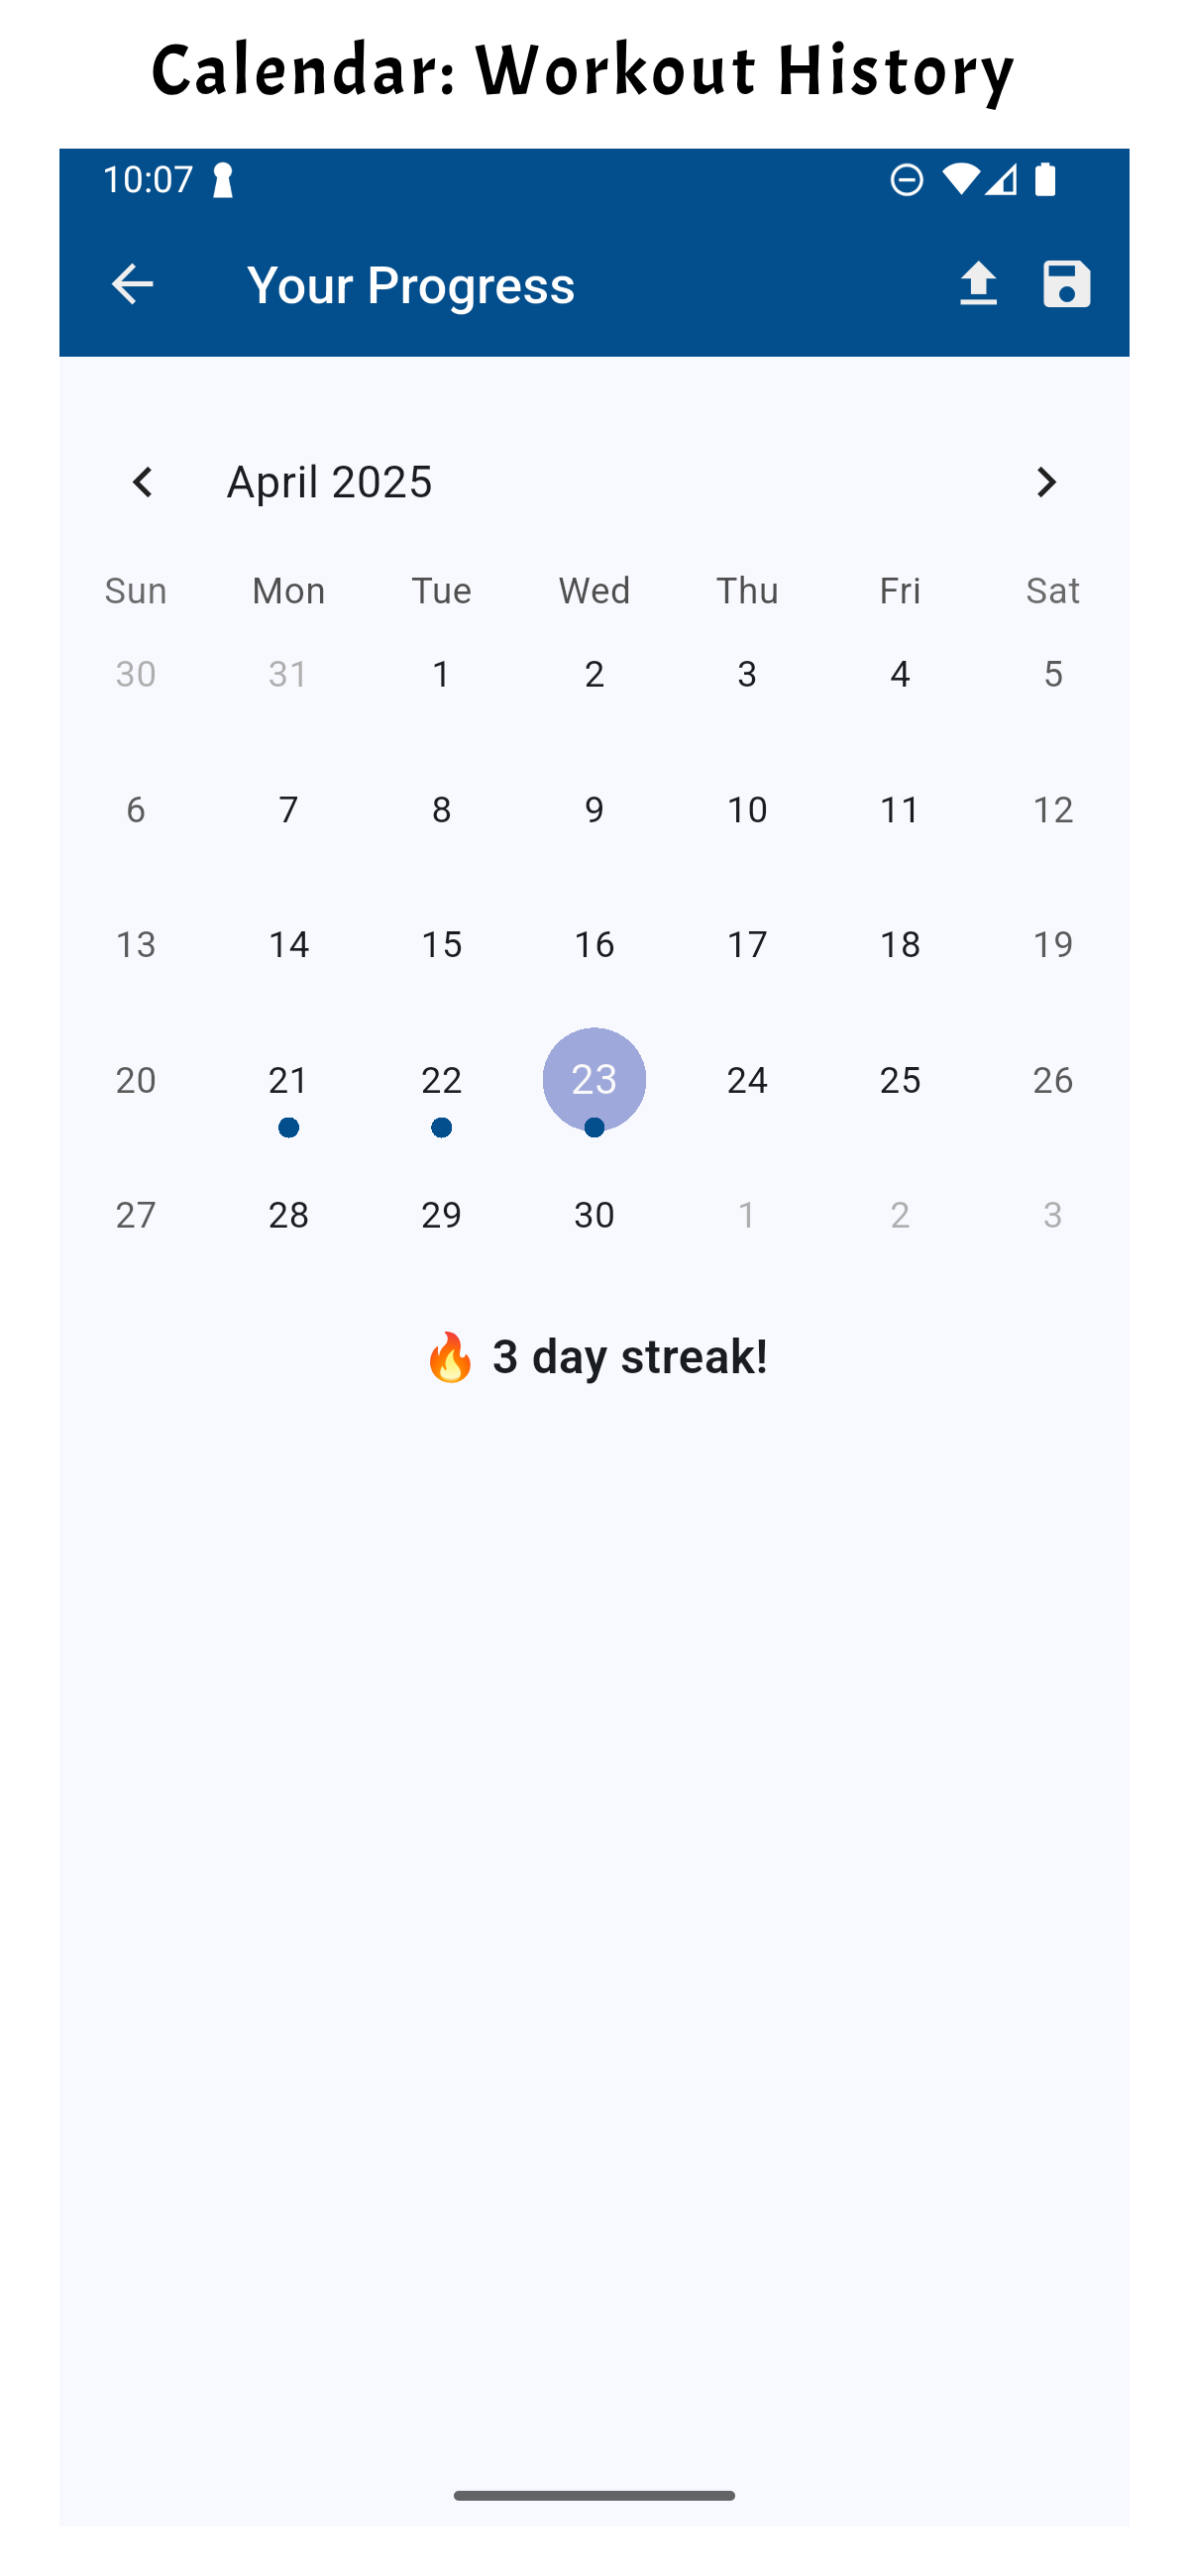 Calendar: Workout History
10:07
Your Progress
April 2025
Sun Mon Tue Wed Thu Fri Sat
30 31 1 2 3 4 5
6 7 8 9 10 11 12
13 14 15 16 17 18 19
20 21 22 23 24 25 26
27 28 29 30 1 2 3
🔥 3 day streak!